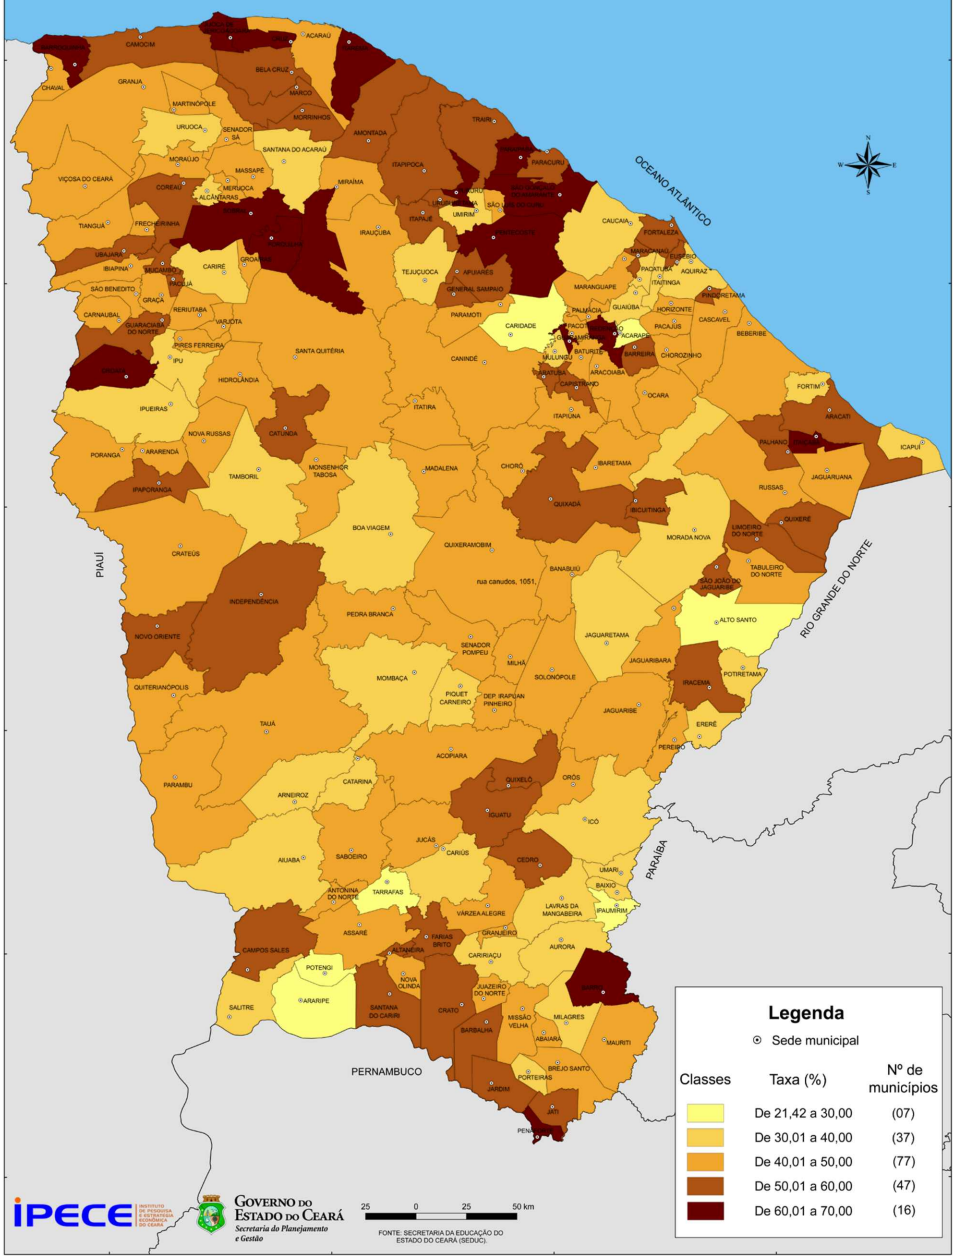 CAMOCIM
ACARAÚ
CHAVAL
GRANJA
BELA CRUZ
MARCO
MARTINÓPOLE
MORRINHOS
URUOCA
SENADOR
SÁ
AMONTADA
TRAIRI
SANTANA DO ACARAÚ
ITAPIPOCA
PARACURU
OCEANO ATLÂNTICO
N
W
E
S
MORAÚJO
MASSAPÊ
VIÇOSA DO CEARÁ
COREAÚ
MERUOCA
ALCÂNTARAS
MIRAÍMA
UMIRIM
ITAPAJÉ
TIANGUÁ
FRECHEIRINHA
IRAUÇUBA
CAUCAIA
FORTALEZA
UBAJARA
IBIAPINA
MUCAMBO
CARIRÉ
GROAÍRAS
TEJUÇUOCA
APUIARÉS
GENERAL SAMPAIO
MARACANAÚ
EUSÉBIO
PACATUBA
AQUIRAZ
ITAITINGA
PACUJÁ
SÃO BENEDITO
GRAÇA
MARANGUAPE
GUAIÚBA
PINDORETAMA
CARNAUBAL
RERIUTABA
VARJOTA
PARAMOTI
PALMÁCIA
HORIZONTE
CASCAVEL
GUARACIABA
DO NORTE
PIRES FERREIRA
CARIDADE
PACOTI
ACARAPE
PACAJUS
BEBERIBE
IPU
SANTA QUITÉRIA
CANINDÉ
MULUNGU
BATURITÉ
BARREIRA
CHOROZINHO
HIDROLÂNDIA
ARATUBA
ARACOIABA
CAPISTRANO
OCARA
FORTIM
IPUEIRAS
ITATIRA
ITAPIÚNA
ARACATI
NOVA RUSSAS
CATUNDA
PALHANO
ICAPUÍ
PORANGA
ARARENDÁ
TAMBORIL
MONSENHOR
TABOSA
MADALENA
CHORÓ
IBARETAMA
JAGUARUANA
IPAPORANGA
RUSSAS
QUIXADÁ
IBICUITINGA
BOA VIAGEM
LIMOEIRO
DO NORTE
QUIXERÉ
MORADA NOVA
CRATEÚS
QUIXERAMOBIM
PIAUÍ
BANABUIÚ
TABULEIRO
DO NORTE
rua canudos, 1051,
SÃO JOÃO DO
JAGUARIBE
RIO GRANDE DO NORTE
INDEPENDÊNCIA
PEDRA BRANCA
ALTO SANTO
NOVO ORIENTE
JAGUARETAMA
SENADOR
POMPEU
MILHÃ
JAGUARIBARA
POTIRETAMA
MOMBAÇA
SOLONÓPOLE
IRACEMA
QUITERIANÓPOLIS
PIQUET
CARNEIRO
DEP. IRAPUAN
PINHEIRO
JAGUARIBE
TAUÁ
ERERÉ
PEREIRO
ACOPIARA
PARAMBU
CATARINA
QUIXELÔ
ORÓS
ARNEIROZ
IGUATU
ICÓ
JUCÁS
CARIÚS
AIUABA
SABOEIRO
CEDRO
PARAÍBA
UMARI
BAIXIO
ANTONINA
DO NORTE
TARRAFAS
LAVRAS DA
MANGABEIRA
IPAUMIRIM
VÁRZEA ALEGRE
ASSARÉ
GRANJEIRO
FARIAS
BRITO
AURORA
CAMPOS SALES
ALTANEIRA
CARIRIAÇU
POTENGI
NOVA
OLINDA
JUAZEIRO
DO NORTE
SALITRE
ARARIPE
SANTANA
DO CARIRI
CRATO
MISSÃO
VELHA
MILAGRES
BARBALHA
ABAIARA
MAURITI
PERNAMBUCO
BREJO SANTO
PORTEIRAS
JARDIM
JATI
Legenda
Sede municipal
Classes Taxa (%) Nº de
municípios
De 21,42 a 30,00 (07)
De 30,01 a 40,00 (37)
De 40,01 a 50,00 (77)
De 50,01 a 60,00 (47)
De 60,01 a 70,00 (16)
iPECE
INSTITUTO
DE PESQUISA
E ESTRATÉGIA
ECONÔMICA
DO CEARÁ
GOVERNO DO
ESTADO DO CEARÁ
Secretaria do Planejamento
e Gestão
25 0 25 50 km
FONTE: SECRETARIA DA EDUCAÇÃO DO
ESTADO DO CEARÁ (SEDUC).